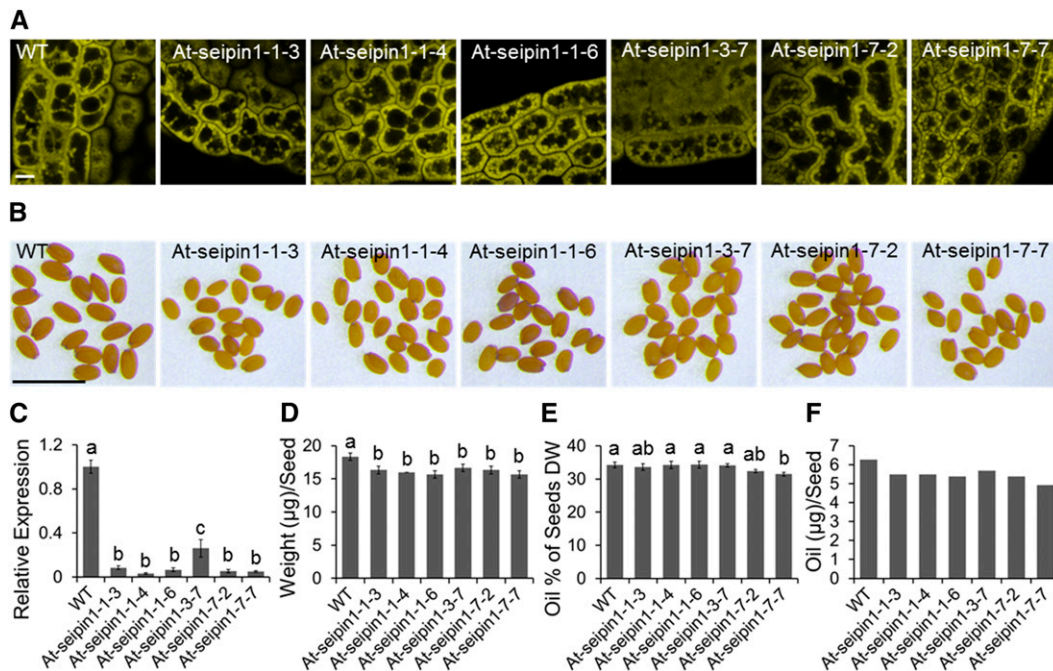 A
WT At-seipin1-1-3 At-seipin1-1-4 At-seipin1-1-6 At-seipin1-3-7 At-seipin1-7-2 At-seipin1-7-7
B
WT At-seipin1-1-3 At-seipin1-1-4 At-seipin1-1-6 At-seipin1-3-7 At-seipin1-7-2 At-seipin1-7-7
C
Relative Expression
1.2
0.8
0.4
0
a b b b c b b
WT At-seipin1-1-3 At-seipin1-1-4 At-seipin1-1-6 At-seipin1-3-7 At-seipin1-7-2 At-seipin1-7-7
D
Weight (µg)/Seed
20
15
10
5
0
a b b b b b b
WT At-seipin1-1-3 At-seipin1-1-4 At-seipin1-1-6 At-seipin1-3-7 At-seipin1-7-2 At-seipin1-7-7
E
Oil % of Seeds DW
40
30
20
10
0
a ab a a a ab b
WT At-seipin1-1-3 At-seipin1-1-4 At-seipin1-1-6 At-seipin1-3-7 At-seipin1-7-2 At-seipin1-7-7
F
Oil (µg)/Seed
7
6
5
4
3
2
1
0
WT At-seipin1-1-3 At-seipin1-1-4 At-seipin1-1-6 At-seipin1-3-7 At-seipin1-7-2 At-seipin1-7-7